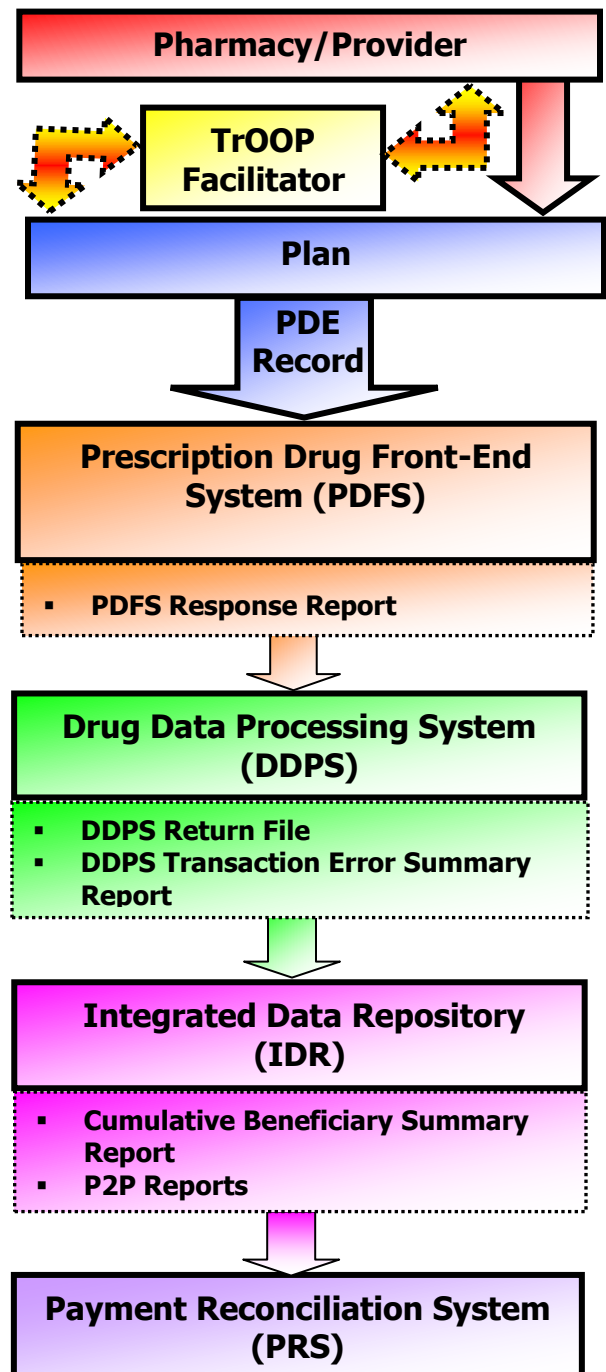 Pharmacy/Provider
TrOOP
Facilitator
Plan
PDE
Record
Prescription Drug Front-End
System (PDFS)
▪ PDFS Response Report
Drug Data Processing System
(DDPS)
▪ DDPS Return File
▪ DDPS Transaction Error Summary
Report
Integrated Data Repository
(IDR)
▪ Cumulative Beneficiary Summary
Report
▪ P2P Reports
Payment Reconciliation System
(PRS)